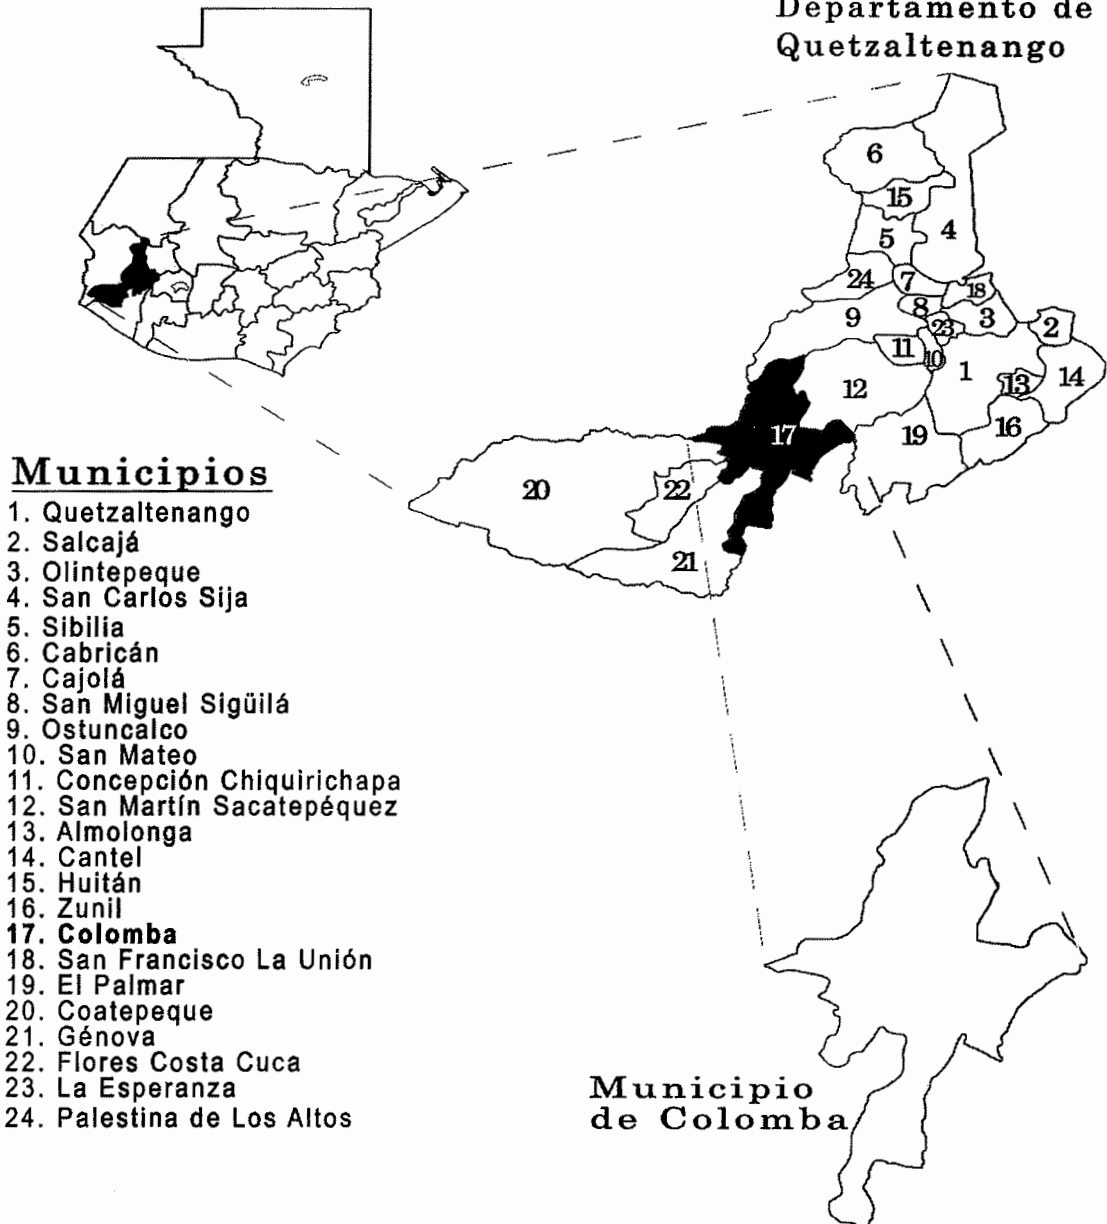 Departamento de
Quetzaltenango
6
15
4
5
24
7
18
8
9
3
23
2
11
10
1
12
13
14
17
19
16
20
22
21
Municipios
1. Quetzaltenango
2. Salcajá
3. Olintepeque
4. San Carlos Sija
5. Sibilia
6. Cabricán
7. Cajolá
8. San Miguel Sigüilá
9. Ostuncalco
10. San Mateo
11. Concepción Chiquirichapa
12. San Martín Sacatepéquez
13. Almolonga
14. Cantel
15. Huitán
16. Zunil
17. Colomba
18. San Francisco La Unión
19. El Palmar
20. Coatepeque
21. Génova
22. Flores Costa Cuca
23. La Esperanza
24. Palestina de Los Altos
Municipio
de Colomba